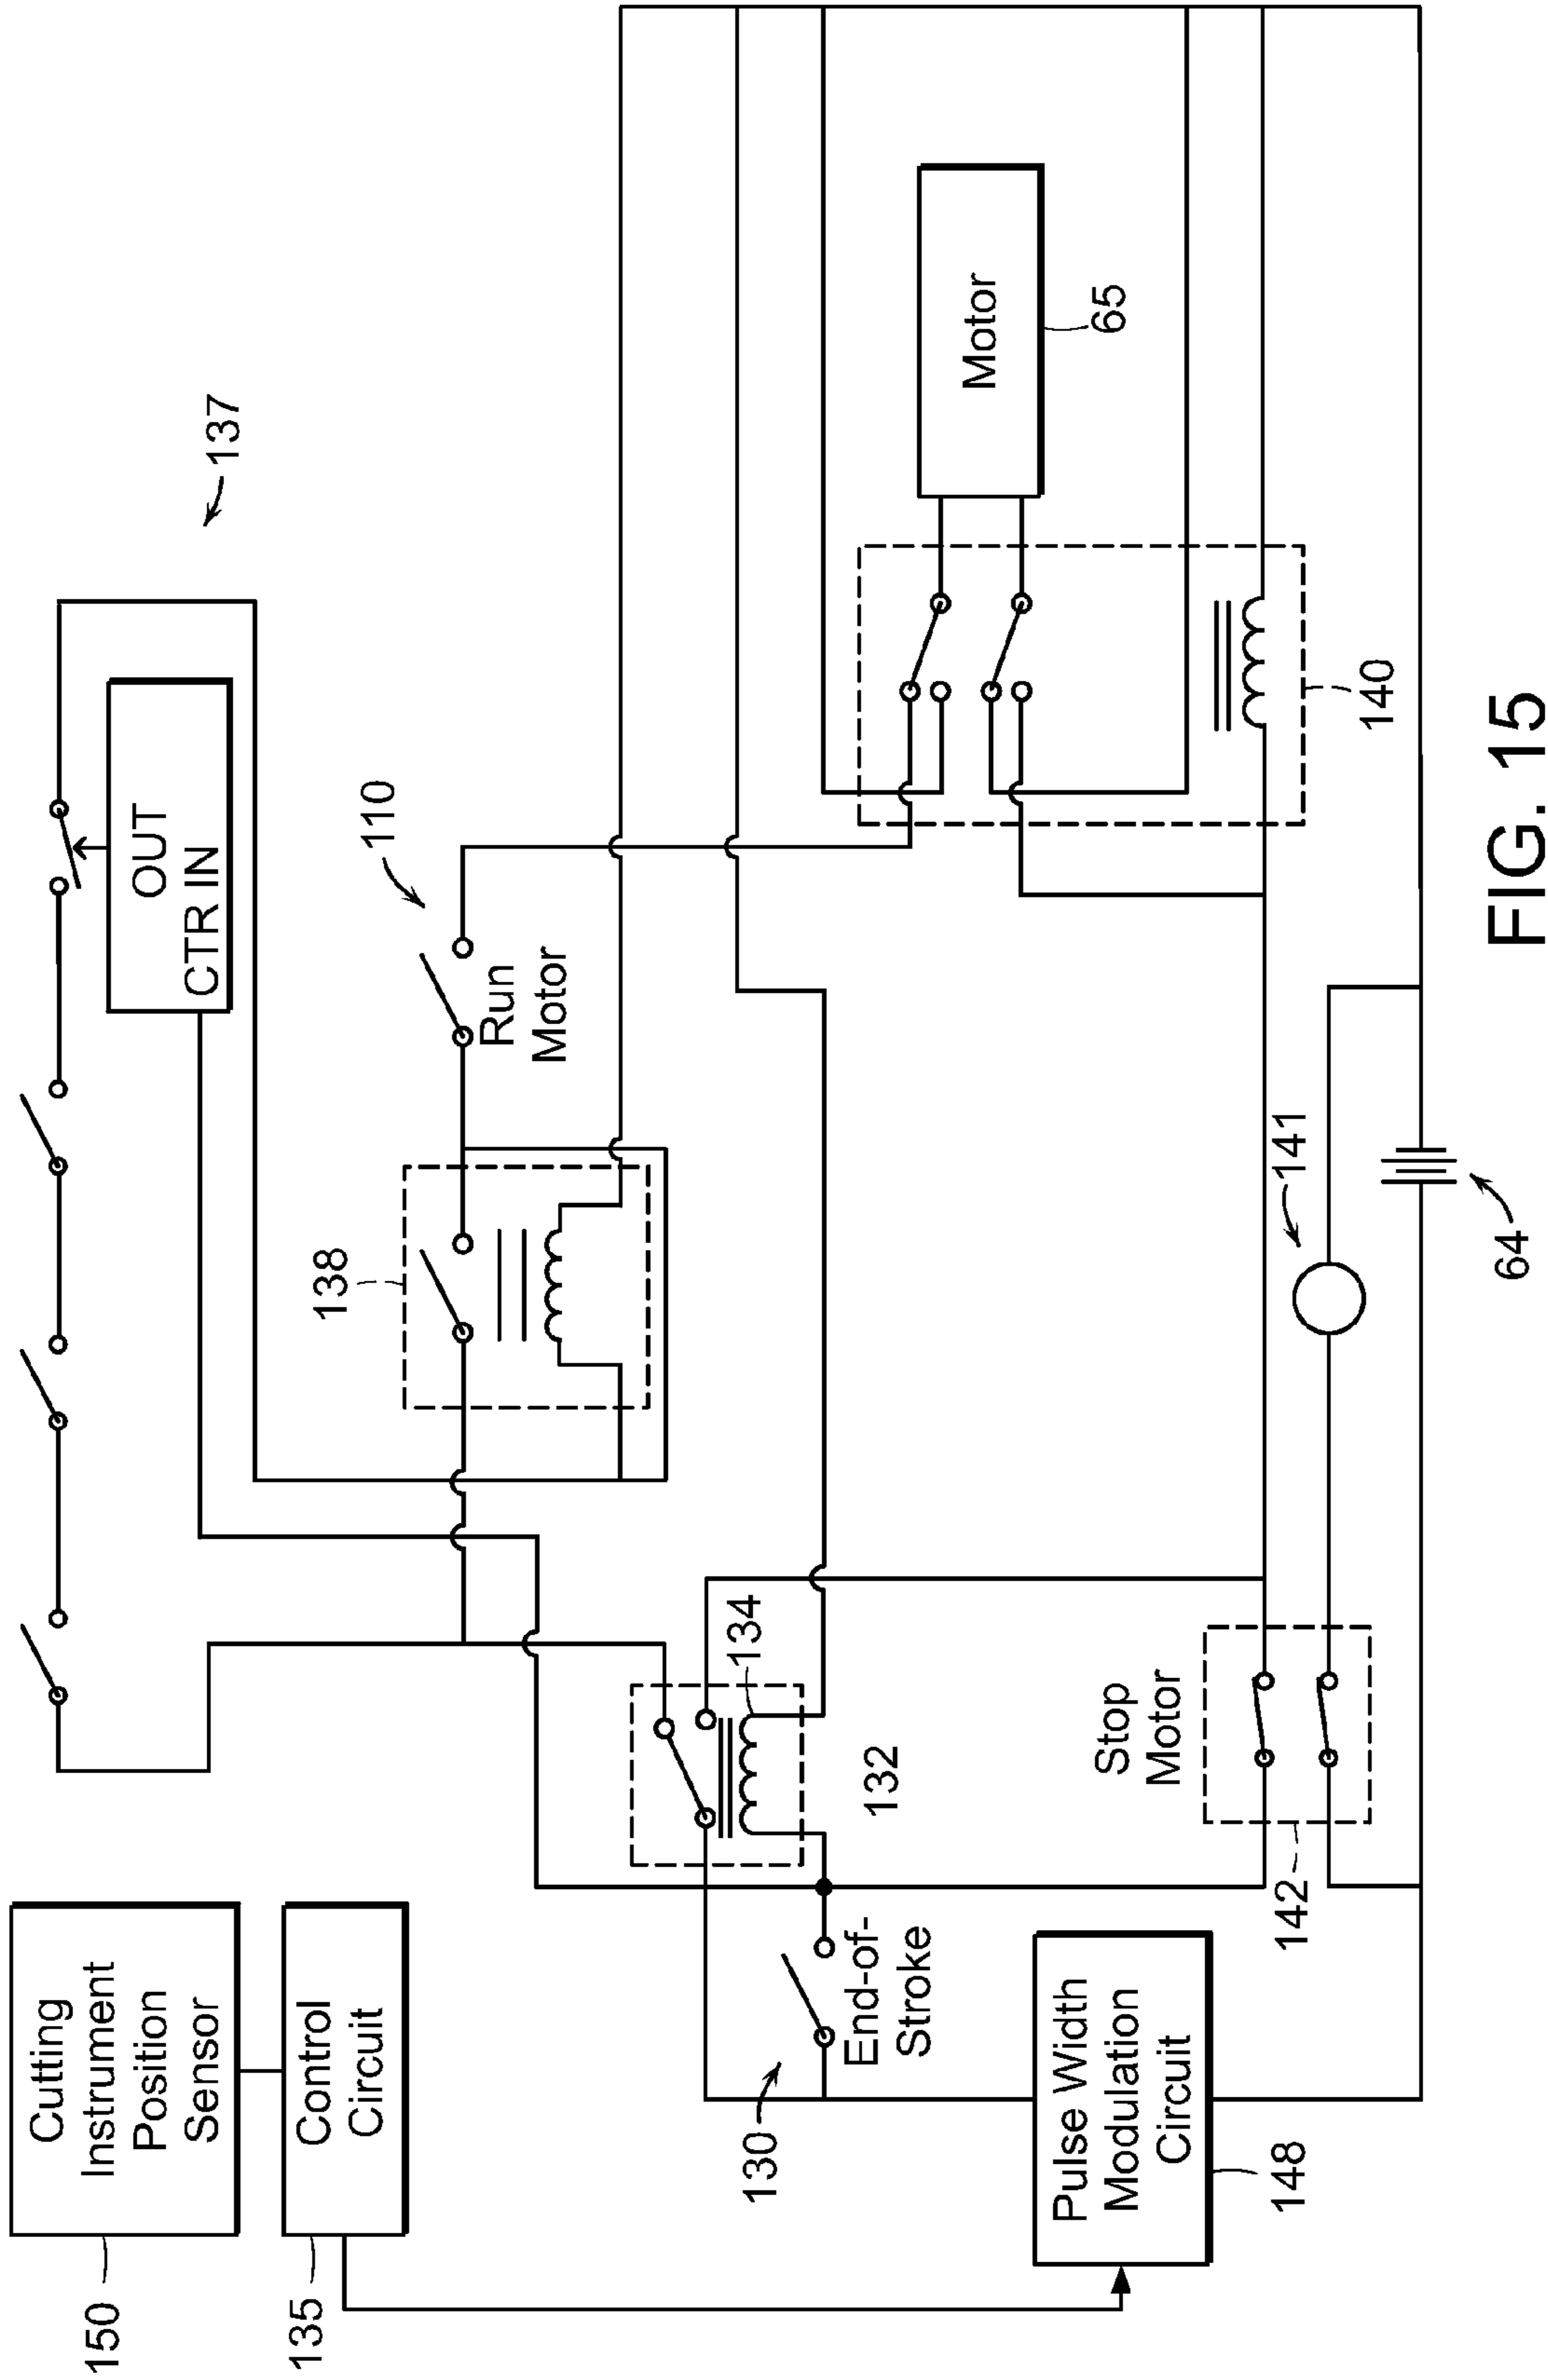 150
Cutting
Instrument
Position
Sensor
135
Control
Circuit
OUT
CTR IN
137
138
110
Run
Motor
134
132
130
End-of-
Stroke
Motor
65
140
Pulse Width
Modulation
Circuit
148
Stop
Motor
142
141
64
FIG. 15